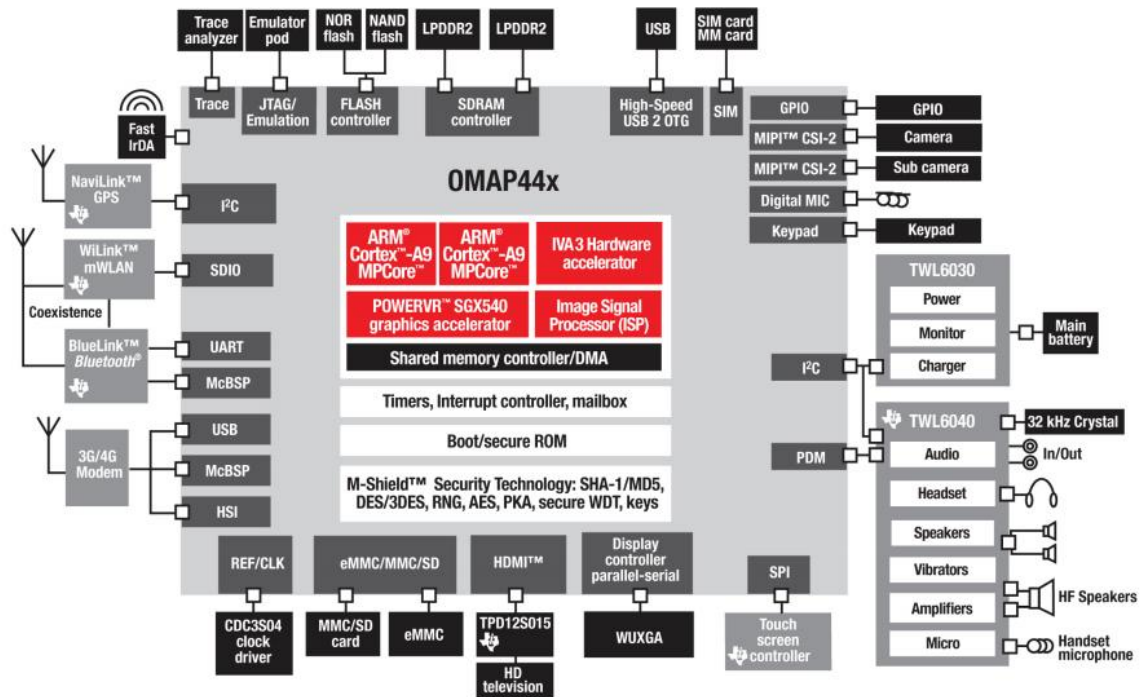 Trace
analyzer
Emulator
pod
NOR
flash
NAND
flash
LPDDR2
LPDDR2
USB
SIM card
MM card
Trace
JTAG/
Emulation
FLASH
controller
SDRAM
controller
High-Speed
USB 2 OTG
SIM
Fast
IrDA
NaviLink™
GPS
I²C
WiLink™
mWLAN
SDIO
Coexistence
BlueLink™
Bluetooth®
UART
McBSP
3G/4G
Modem
USB
McBSP
HSI
OMAP44x
ARM®
Cortex™-A9
MPCore™
ARM®
Cortex™-A9
MPCore™
IVA 3 Hardware
accelerator
POWERVR™ SGX540
graphics accelerator
Image Signal
Processor (ISP)
Shared memory controller/DMA
Timers, Interrupt controller, mailbox
Boot/secure ROM
M-Shield™ Security Technology: SHA-1/MD5,
DES/3DES, RNG, AES, PKA, secure WDT, keys
GPIO
GPIO
MIPI™ CSI-2
Camera
MIPI™ CSI-2
Sub camera
Digital MIC
Keypad
Keypad
TWL6030
Power
Monitor
Charger
Main
battery
I²C
PDM
TWL6040
32 kHz Crystal
Audio
In/Out
Headset
Speakers
Vibrators
Amplifiers
HF Speakers
Micro
Handset
microphone
REF/CLK
eMMC/MMC/SD
HDMI™
Display
controller
parallel-serial
SPI
CDC3S04
clock
driver
MMC/SD
card
eMMC
TPD12S015
HD
television
WUXGA
Touch
screen
controller